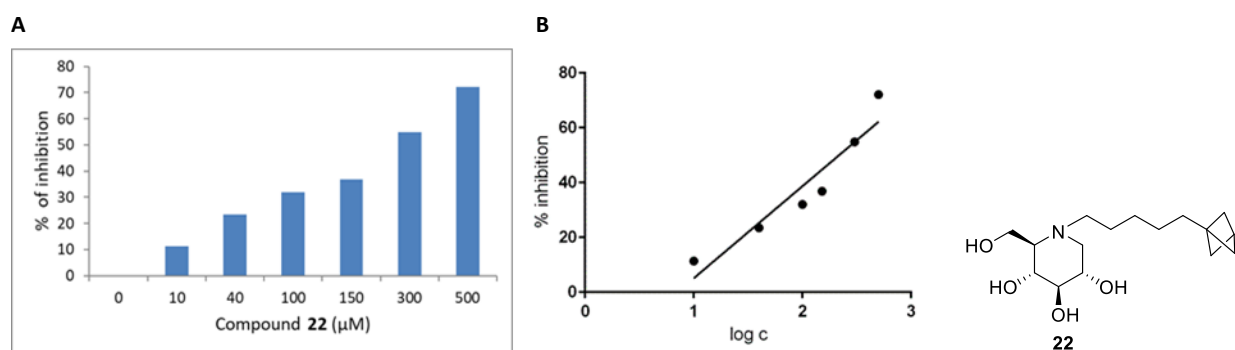 A
% of inhibition
80
70
60
50
40
30
20
10
0
0 10 40 100 150 300 500
Compound 22 (µM)
B
% inhibition
80
60
40
20
0
0 1 2 3
log c
N
HO
HO
OH
OH
22